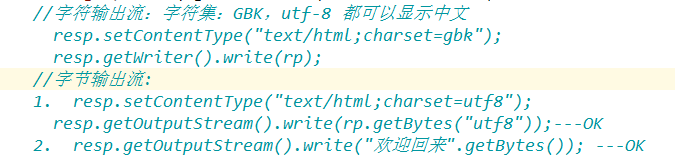 //字符输出流：字符集：GBK，utf-8 都可以显示中文
resp.setContentType("text/html;charset=gbk");
resp.getWriter().write(rp);
//字节输出流:
1. resp.setContentType("text/html;charset=utf8");
resp.getOutputStream().write(rp.getBytes("utf8"));---OK
2. resp.getOutputStream().write("欢迎回来".getBytes()); ---OK